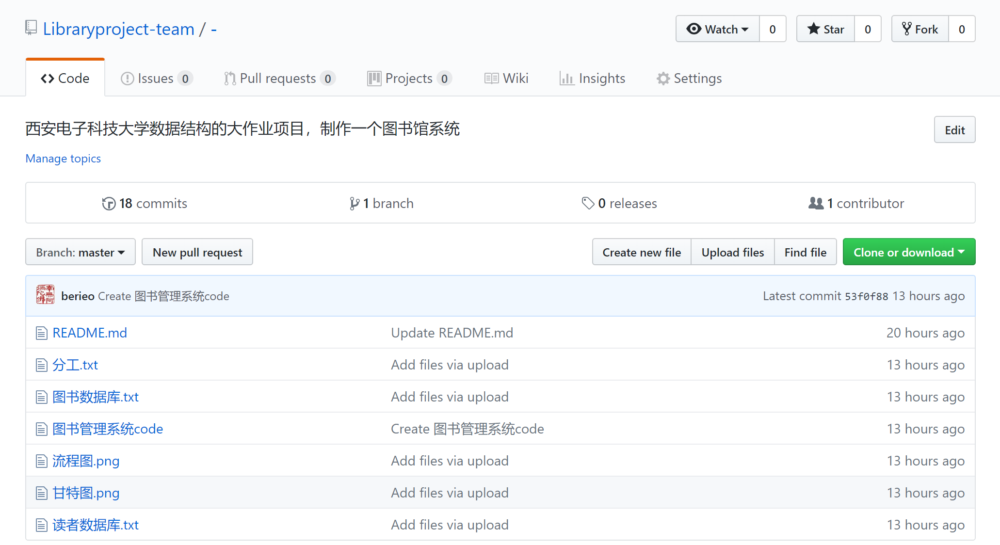 Libraryproject-team / -
Watch 0 Star 0 Fork 0
Code Issues 0 Pull requests 0 Projects 0 Wiki Insights Settings
西安电子科技大学数据结构的大作业项目，制作一个图书馆系统
Edit
Manage topics
18 commits 1 branch 0 releases 1 contributor
Branch: master New pull request Create new file Upload files Find file Clone or download
berieo Create 图书管理系统code Latest commit 53f0f88 13 hours ago
README.md Update README.md 20 hours ago
分工.txt Add files via upload 13 hours ago
图书数据库.txt Add files via upload 13 hours ago
图书管理系统code Create 图书管理系统code 13 hours ago
流程图.png Add files via upload 13 hours ago
甘特图.png Add files via upload 13 hours ago
读者数据库.txt Add files via upload 13 hours ago